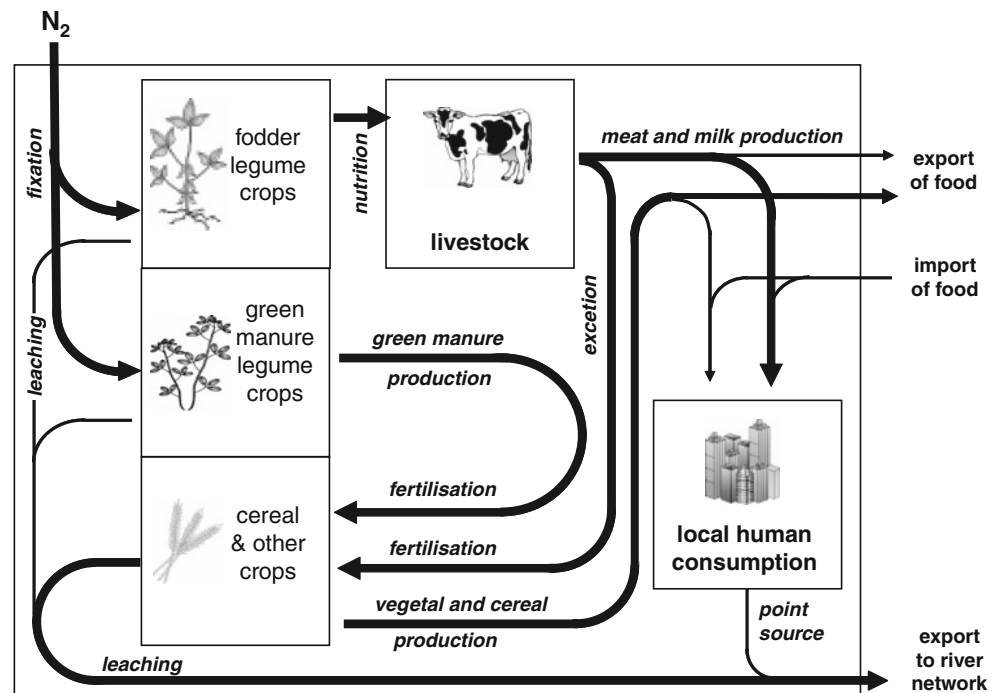 N₂
fixation
leaching
fodder
legume
crops
nutrition
livestock
meat and milk production
export
of food
import
of food
excetion
green
manure
legume
crops
green manure
production
fertilisation
cereal
& other
crops
fertilisation
vegetal and cereal
production
local human
consumption
point
source
leaching
export
to river
network